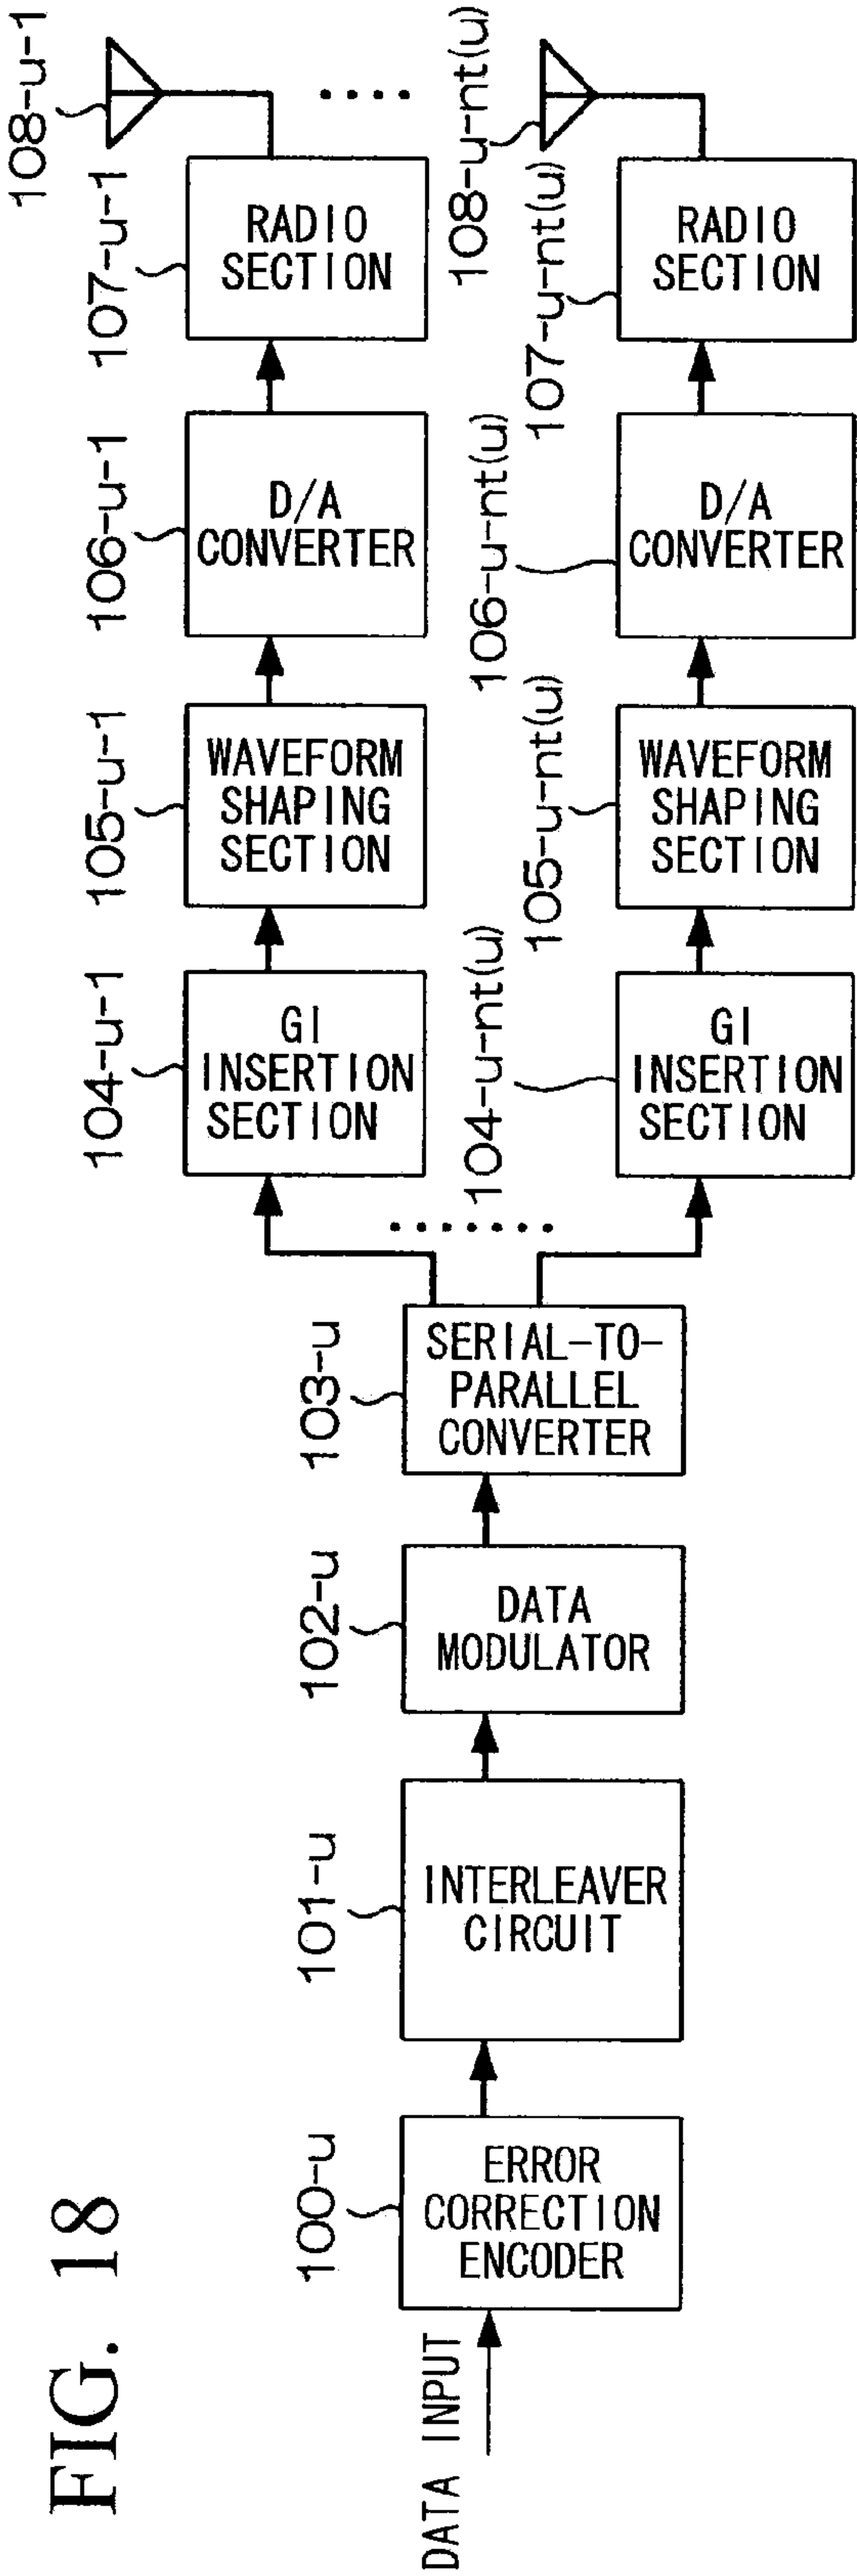 FIG. 18
DATA INPUT
100-u
ERROR
CORRECTION
ENCODER
101-u
INTERLEAVER
CIRCUIT
102-u
DATA
MODULATOR
103-u
SERIAL-TO-
PARALLEL
CONVERTER
104-u-1
GI
INSERTION
SECTION
105-u-1
WAVEFORM
SHAPING
SECTION
106-u-1
D/A
CONVERTER
107-u-1
RADIO
SECTION
108-u-1
104-u-nt(u)
GI
INSERTION
SECTION
105-u-nt(u)
WAVEFORM
SHAPING
SECTION
106-u-nt(u)
D/A
CONVERTER
107-u-nt(u)
RADIO
SECTION
108-u-nt(u)